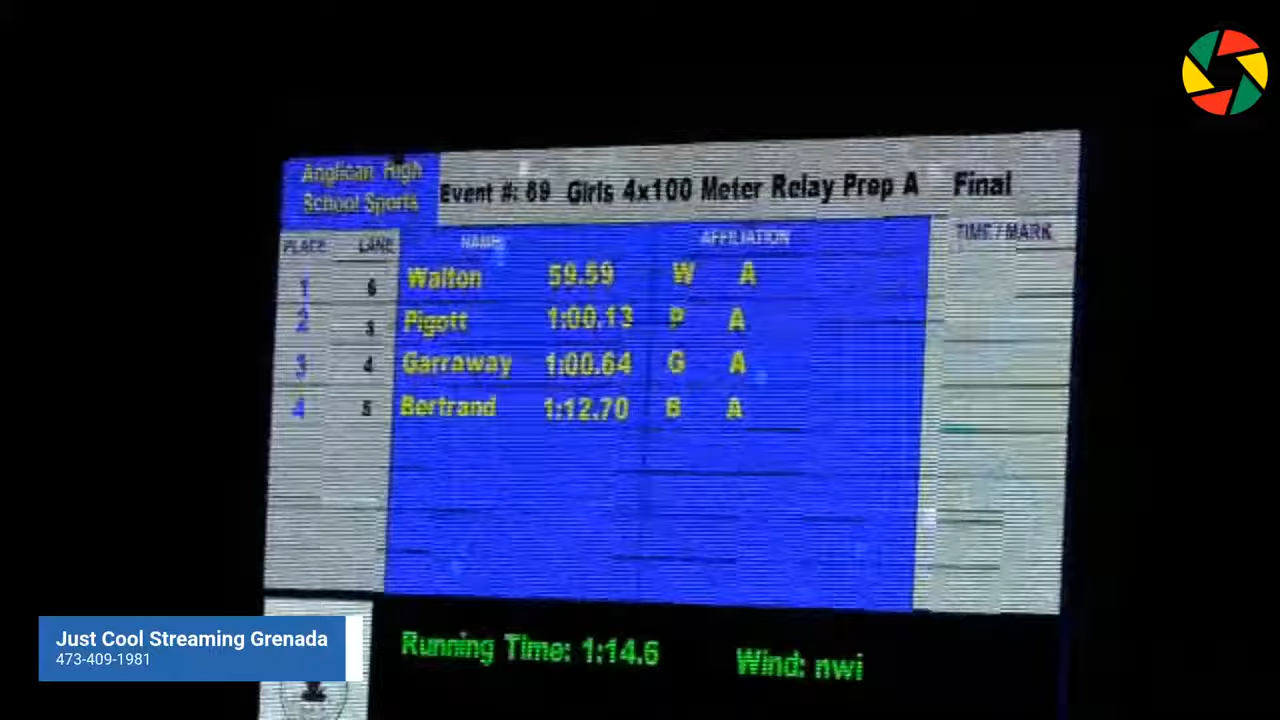 Anglican High
School Sports
Event #: 89 Girls 4x100 Meter Relay Prep A Final
PLACE LANE NAME AFFILIATION TIME/MARK
1 6 Walton 59.59 W A
2 3 Pigott 1:00.13 P A
3 4 Garraway 1:00.64 G A
4 5 Bertrand 1:12.70 B A
Running Time: 1:14.6 Wind: nwi
Just Cool Streaming Grenada
473-409-1981